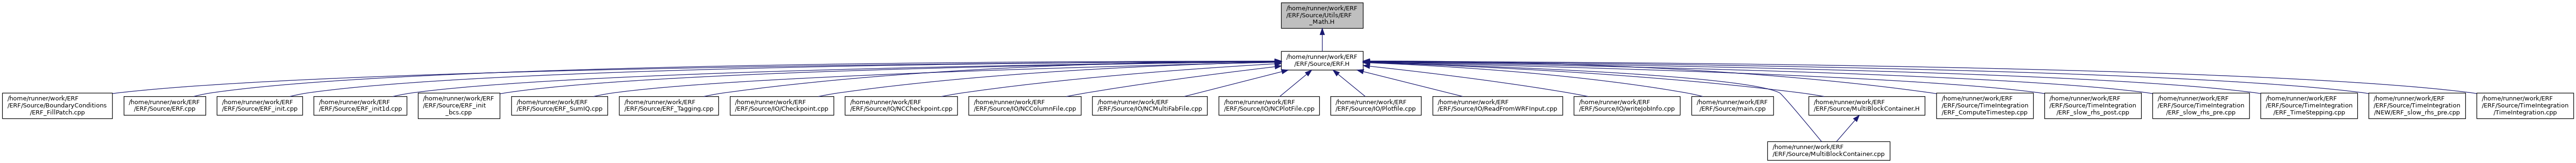 /home/runner/work/ERF
/ERF/Source/Utils/ERF
_Math.H
/home/runner/work/ERF
/ERF/Source/ERF.H
/home/runner/work/ERF
/ERF/Source/BoundaryConditions
/ERF_FillPatch.cpp
/home/runner/work/ERF
/ERF/Source/ERF.cpp
/home/runner/work/ERF
/ERF/Source/ERF_init.cpp
/home/runner/work/ERF
/ERF/Source/ERF_init1d.cpp
/home/runner/work/ERF
/ERF/Source/ERF_init
_bcs.cpp
/home/runner/work/ERF
/ERF/Source/ERF_SumIQ.cpp
/home/runner/work/ERF
/ERF/Source/ERF_Tagging.cpp
/home/runner/work/ERF
/ERF/Source/IO/Checkpoint.cpp
/home/runner/work/ERF
/ERF/Source/IO/NCCheckpoint.cpp
/home/runner/work/ERF
/ERF/Source/IO/NCColumnFile.cpp
/home/runner/work/ERF
/ERF/Source/IO/NCMultiFabFile.cpp
/home/runner/work/ERF
/ERF/Source/IO/NCPlotFile.cpp
/home/runner/work/ERF
/ERF/Source/IO/Plotfile.cpp
/home/runner/work/ERF
/ERF/Source/IO/ReadFromWRFInput.cpp
/home/runner/work/ERF
/ERF/Source/IO/writeJobInfo.cpp
/home/runner/work/ERF
/ERF/Source/main.cpp
/home/runner/work/ERF
/ERF/Source/MultiBlockContainer.H
/home/runner/work/ERF
/ERF/Source/TimeIntegration
/ERF_ComputeTimestep.cpp
/home/runner/work/ERF
/ERF/Source/TimeIntegration
/ERF_slow_rhs_post.cpp
/home/runner/work/ERF
/ERF/Source/TimeIntegration
/ERF_slow_rhs_pre.cpp
/home/runner/work/ERF
/ERF/Source/TimeIntegration
/ERF_TimeStepping.cpp
/home/runner/work/ERF
/ERF/Source/TimeIntegration
/NEW/ERF_slow_rhs_pre.cpp
/home/runner/work/ERF
/ERF/Source/TimeIntegration
/TimeIntegration.cpp
/home/runner/work/ERF
/ERF/Source/MultiBlockContainer.cpp